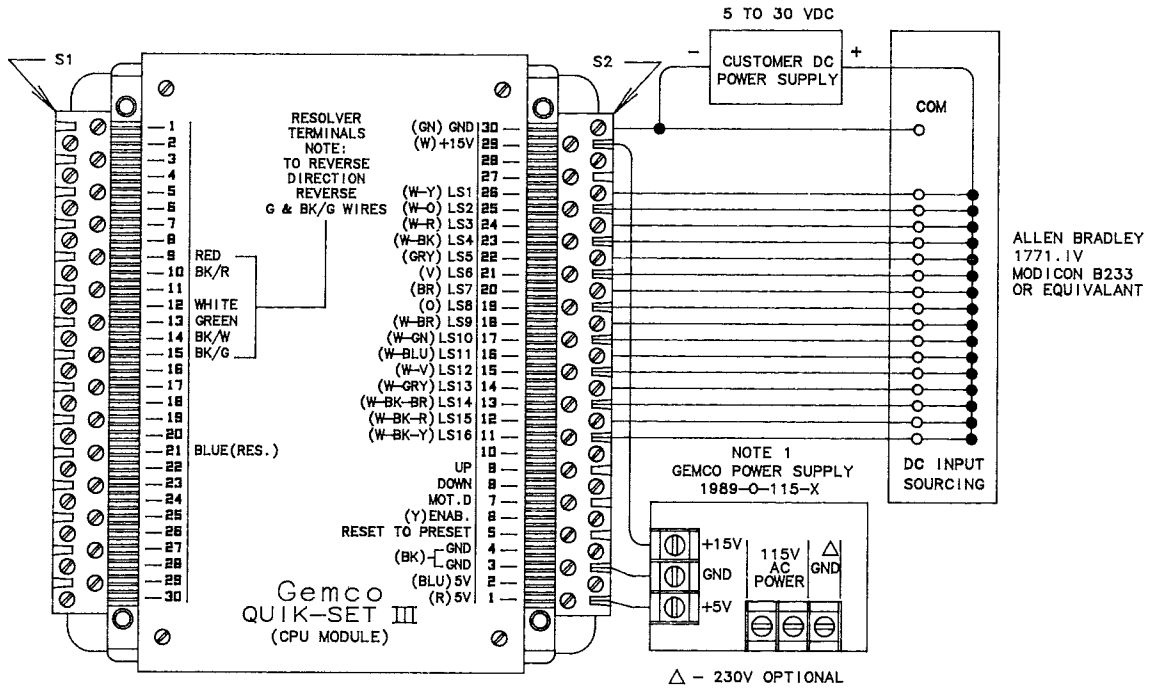 5 TO 30 VDC
S1
S2
-
CUSTOMER DC
POWER SUPPLY
+
COM
RESOLVER
TERMINALS
NOTE:
TO REVERSE
DIRECTION
REVERSE
G & BK/G WIRES
1
2
3
4
5
6
7
8
9 RED
10 BK/R
11
12 WHITE
13 GREEN
14 BK/W
15 BK/G
16
17
18
19
20
21 BLUE(RES.)
22
23
24
25
26
27
28
29
30
(GN) GND 30
(W)+15V 29
28
27
(W-Y) LS1 26
(W-O) LS2 25
(W-R) LS3 24
(W-BK) LS4 23
(GRY) LS5 22
(V) LS6 21
(BR) LS7 20
(O) LS8 19
(W-BR) LS9 18
(W-GN) LS10 17
(W-BLU) LS11 16
(W-V) LS12 15
(W-GRY) LS13 14
(W-BK-BR) LS14 13
(W-BK-R) LS15 12
(W-BK-Y) LS16 11
10
UP 9
DOWN 8
MOT.D 7
(Y)ENAB. 6
RESET TO PRESET 5
(BK) GND 4
GND 3
(BLU) 5V 2
(R) 5V 1
Gemco
QUIK-SET III
(CPU MODULE)
ALLEN BRADLEY
1771.IV
MODICON B233
OR EQUIVALANT
DC INPUT
SOURCING
NOTE 1
GEMCO POWER SUPPLY
1989-O-115-X
+15V
GND
+5V
115V
AC
POWER
△
GND
△ - 230V OPTIONAL